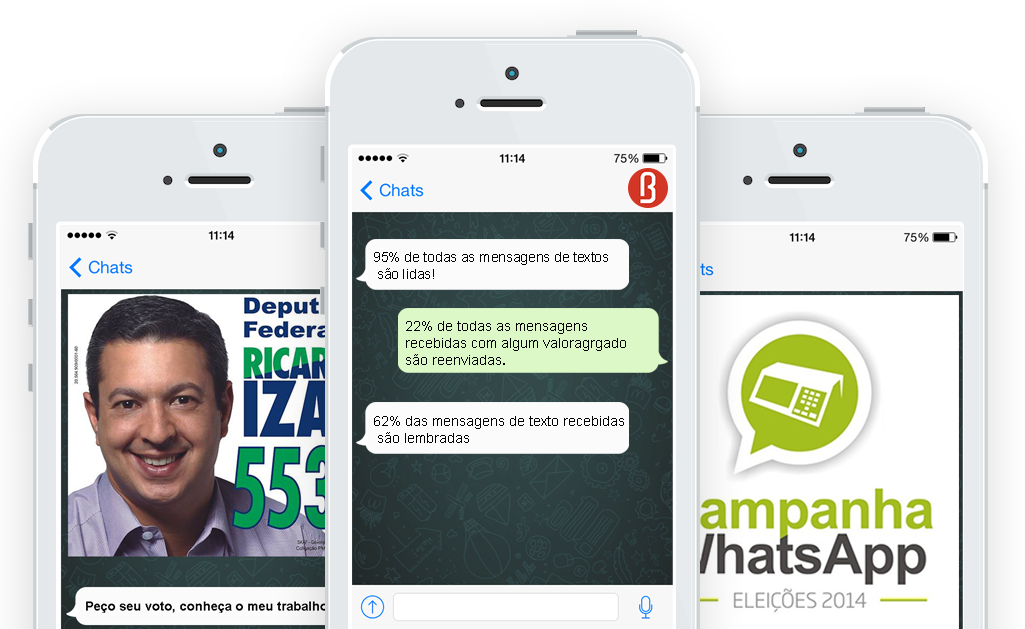 11:14
Chats
Deput
Federa
RICAR
IZA
553
Peço seu voto, conheça o meu trabalho
11:14
75%
Chats
95% de todas as mensagens de textos
são lidas!
22% de todas as mensagens
recebidas com algum valoragrgado
são reenviadas.
62% das mensagens de texto recebidas
são lembradas
11:14
75%
ts
ampanha
WhatsApp
ELEIÇÕES 2014